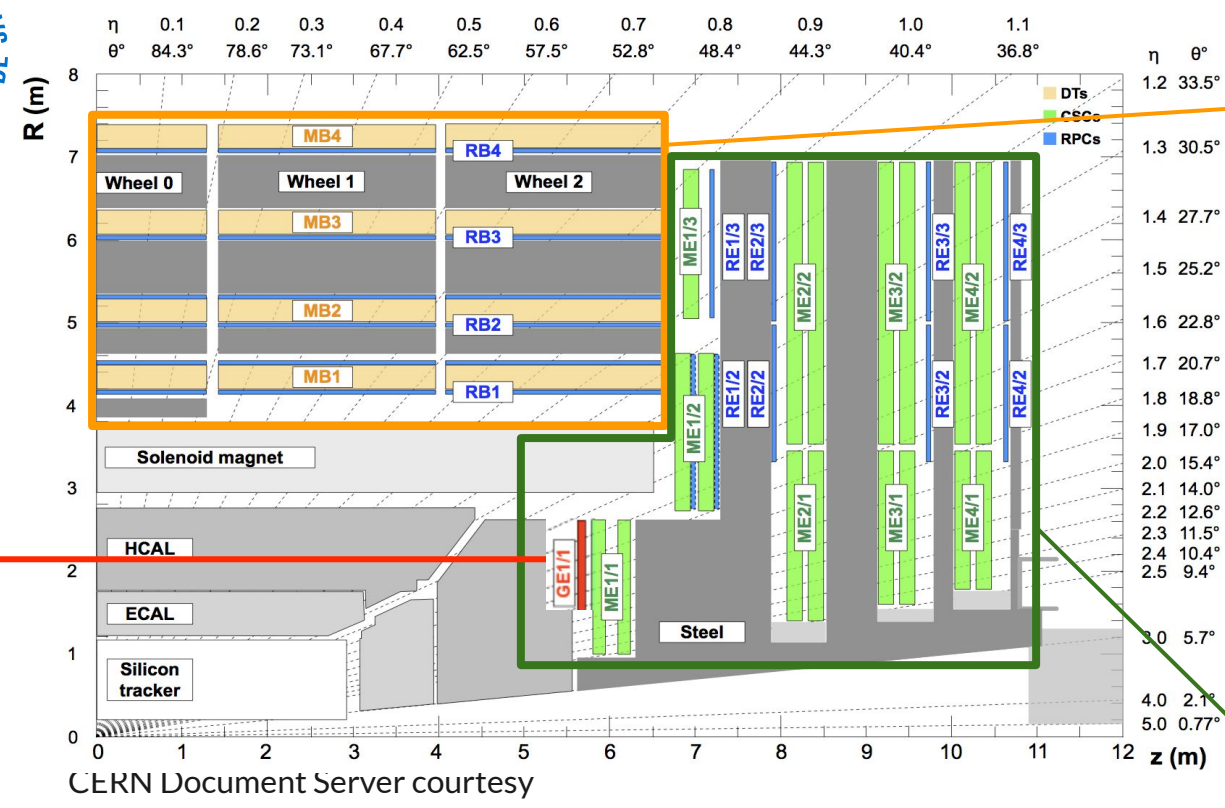 η 0.1 0.2 0.3 0.4 0.5 0.6 0.7 0.8 0.9 1.0 1.1
θ° 84.3° 78.6° 73.1° 67.7° 62.5° 57.5° 52.8° 48.4° 44.3° 40.4° 36.8°
η θ°
R (m)
8
7
6
5
4
3
2
1
0
DTs
CSCs
RPCs
MB4
RB4
Wheel 0
Wheel 1
Wheel 2
MB3
RB3
MB2
RB2
MB1
RB1
Solenoid magnet
HCAL
ECAL
Silicon
tracker
GE1/1
ME1/1
ME1/2
ME1/3
RE1/3
RE2/3
RE1/2
RE2/2
ME4/2
ME2/1
ME3/2
ME3/1
RE3/3
RE3/2
ME4/2
ME4/1
RE4/3
RE4/2
Steel
1.2 33.5°
1.3 30.5°
1.4 27.7°
1.5 25.2°
1.6 22.8°
1.7 20.7°
1.8 18.8°
1.9 17.0°
2.0 15.4°
2.1 14.0°
2.2 12.6°
2.3 11.5°
2.4 10.4°
2.5 9.4°
3.0 5.7°
4.0 2.1°
5.0 0.77°
0 1 2 3 4 5 6 7 8 9 10 11 12
z (m)
CERN Document Server courtesy